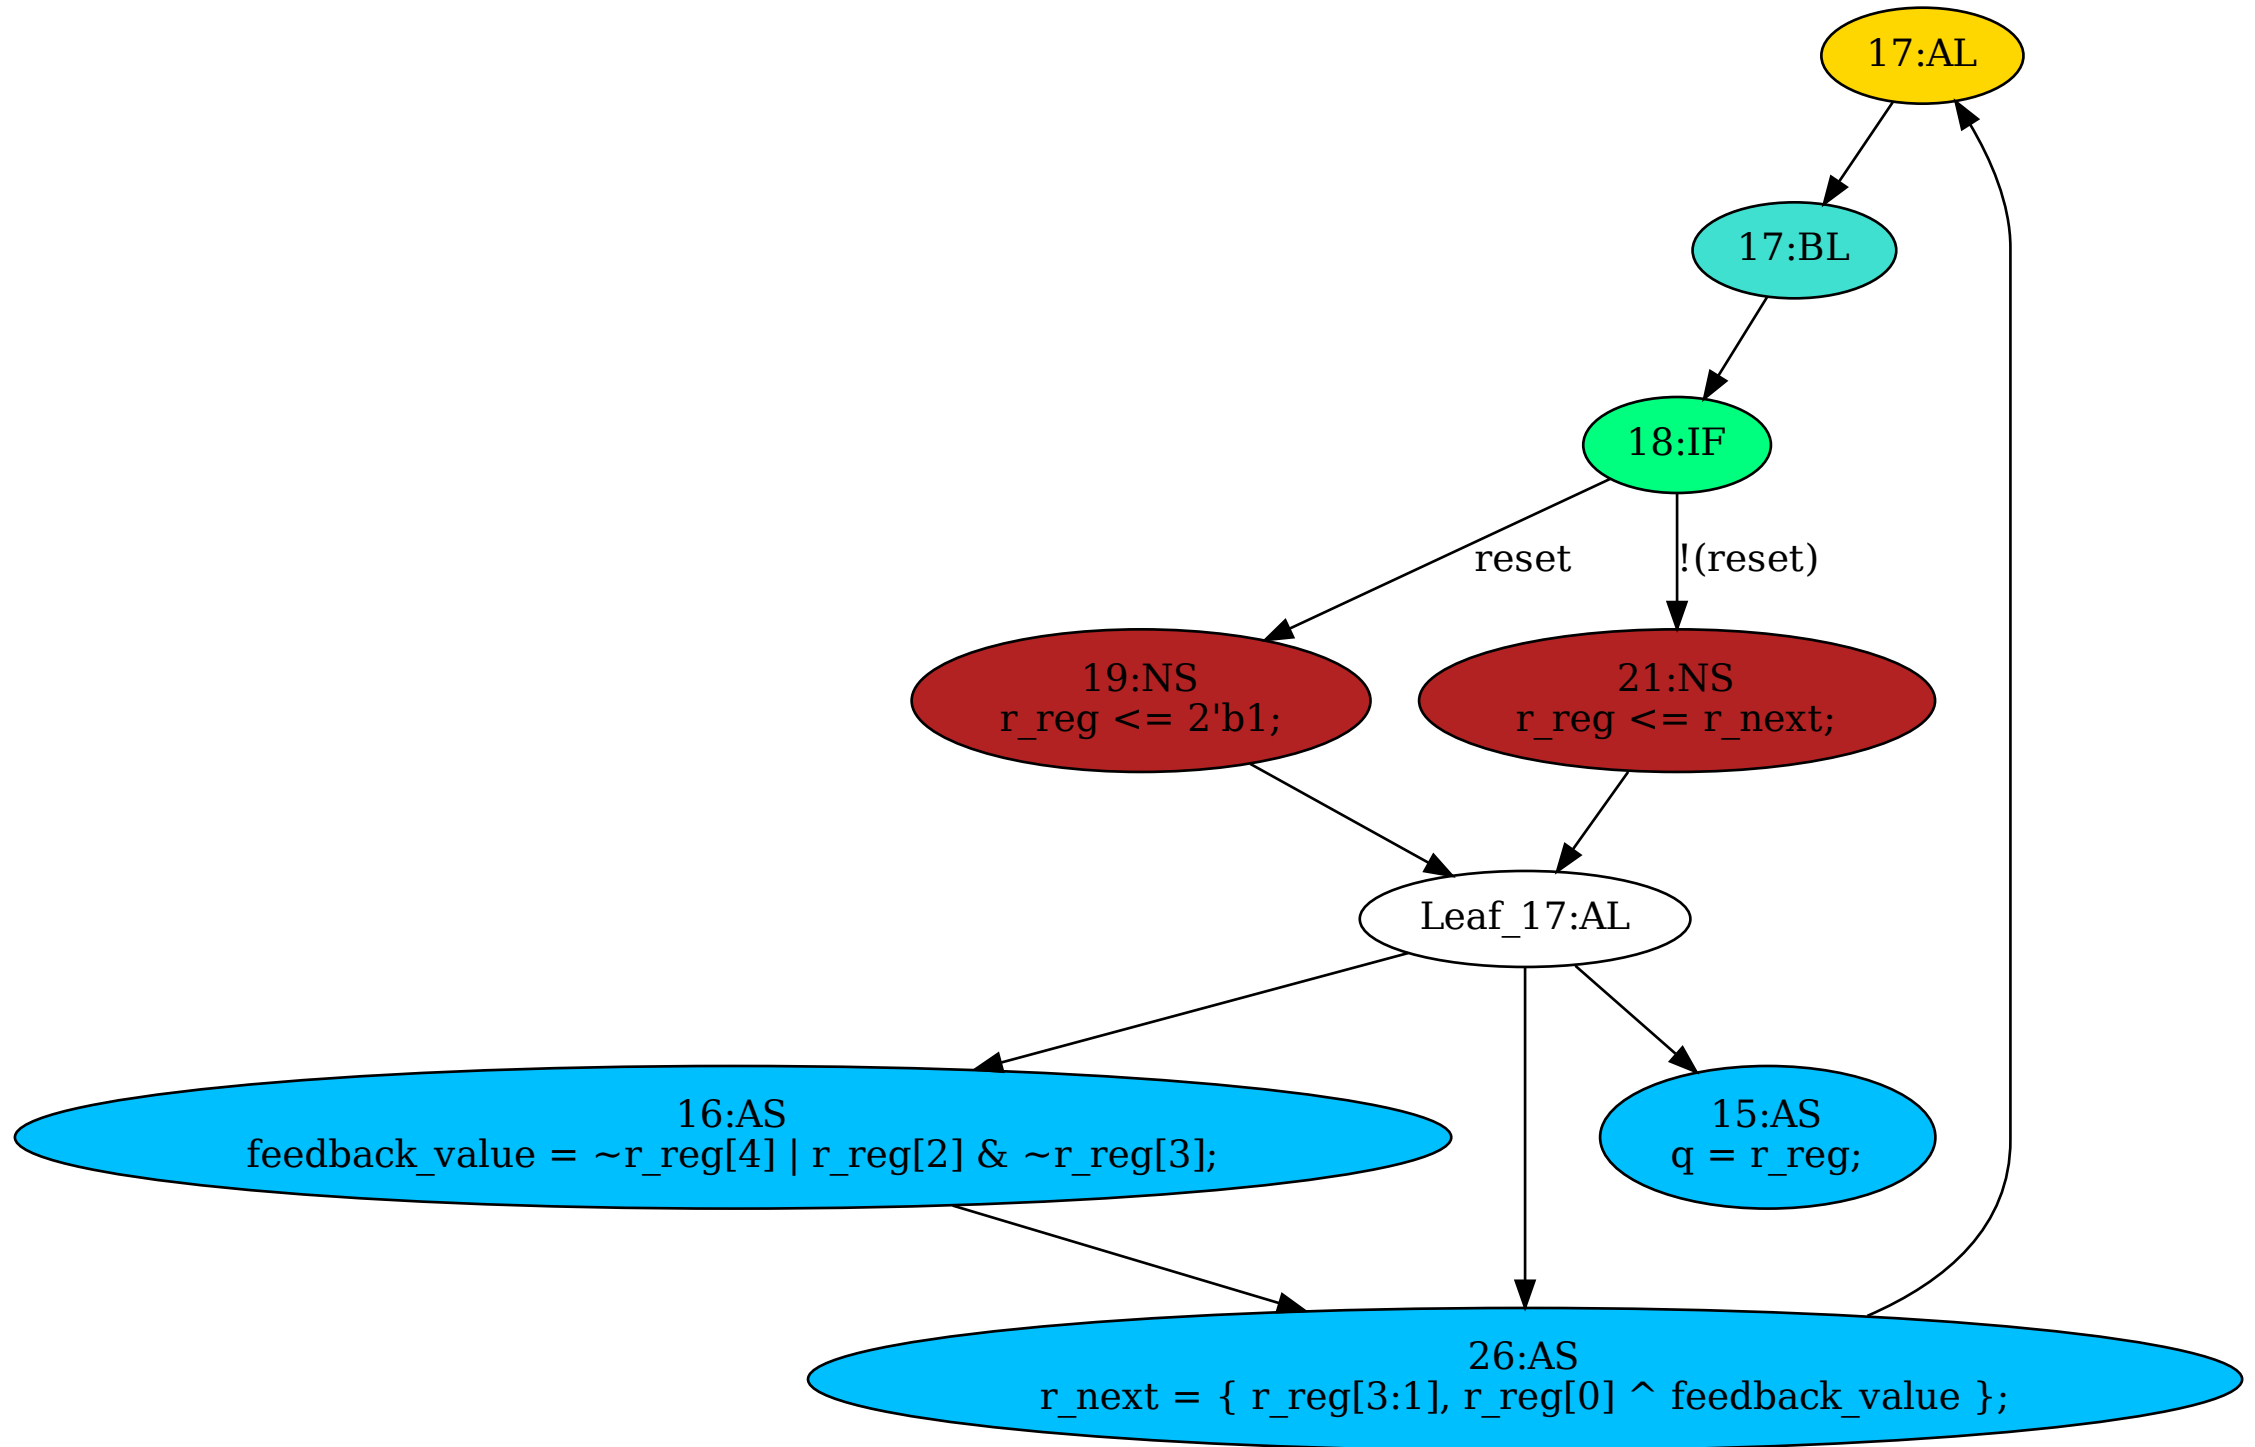 17:AL
17:BL
18:IF
reset
!(reset)
19:NS
r_reg <= 2'b1;
21:NS
r_reg <= r_next;
Leaf_17:AL
16:AS
feedback_value = ~r_reg[4] | r_reg[2] & ~r_reg[3];
15:AS
q = r_reg;
26:AS
r_next = { r_reg[3:1], r_reg[0] ^ feedback_value };